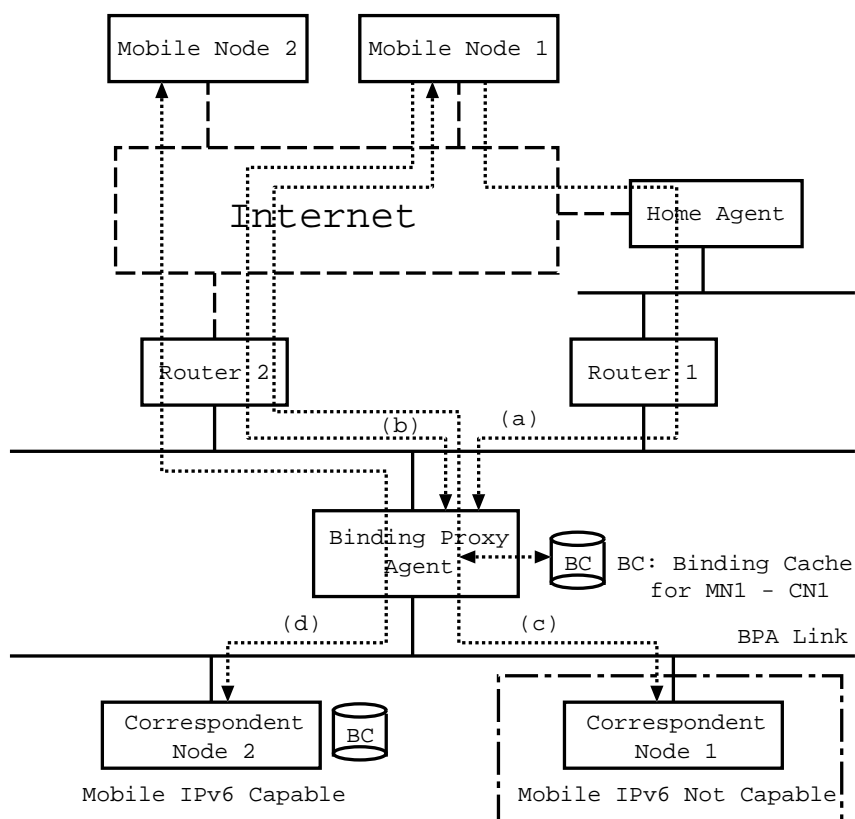 Mobile Node 2
Mobile Node 1
Internet
Home Agent
Router 2
Router 1
(b)
(a)
Binding Proxy
Agent
BC
BC: Binding Cache
for MN1 - CN1
(d)
(c)
BPA Link
Correspondent
Node 2
BC
Correspondent
Node 1
Mobile IPv6 Capable
Mobile IPv6 Not Capable